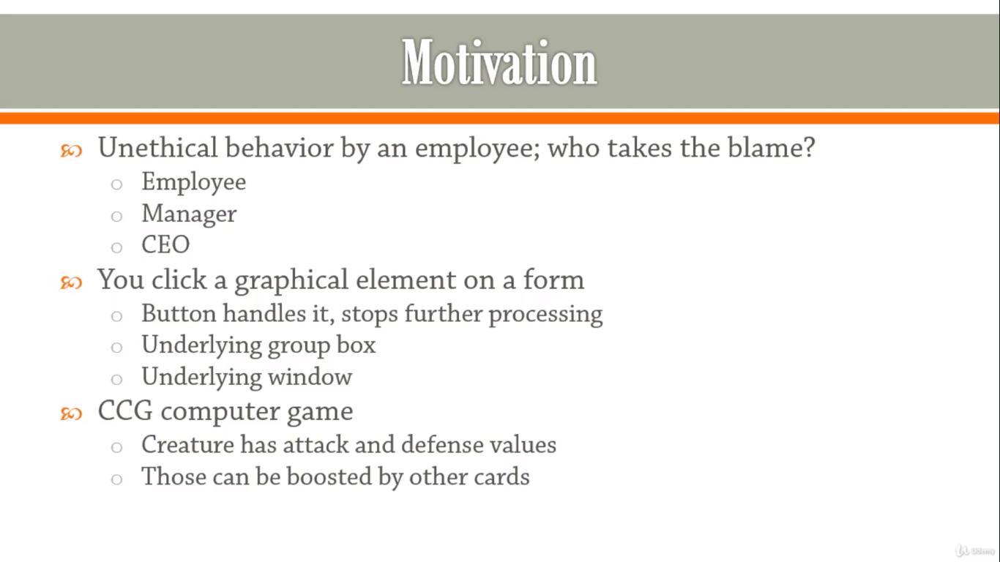 Motivation
Unethical behavior by an employee; who takes the blame?
Employee
Manager
CEO
You click a graphical element on a form
Button handles it, stops further processing
Underlying group box
Underlying window
CCG computer game
Creature has attack and defense values
Those can be boosted by other cards
Udemy